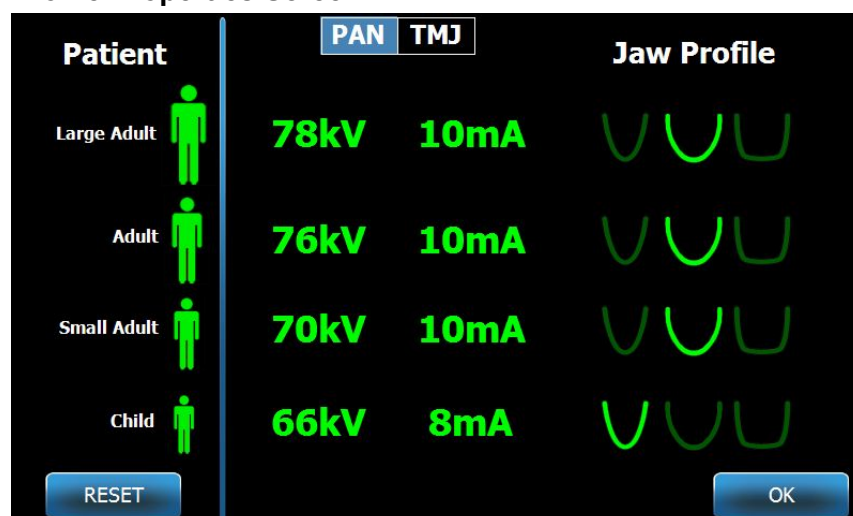 PAN TMJ
Patient Jaw Profile
Large Adult 78kV 10mA
Adult 76kV 10mA
Small Adult 70kV 10mA
Child 66kV 8mA
RESET OK